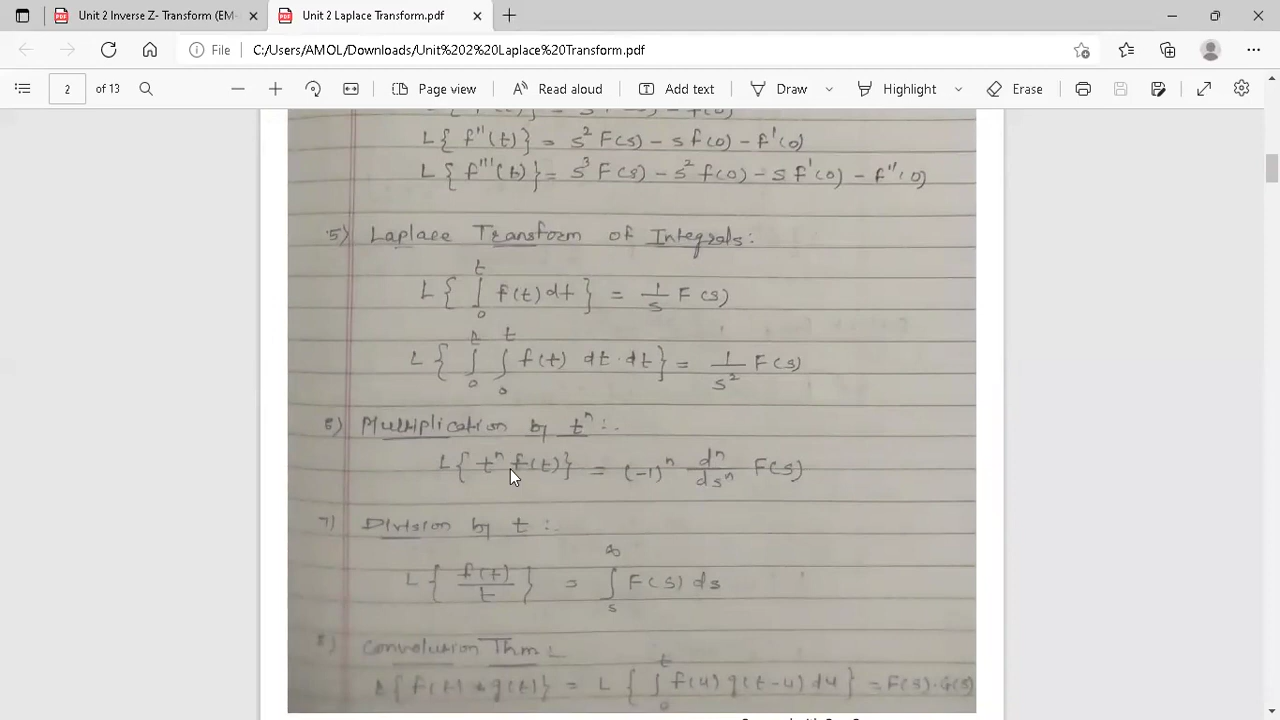 Unit 2 Inverse Z- Transform (EM- Unit 2 Laplace Transform.pdf
File C:/Users/AMOL/Downloads/Unit%202%20Laplace%20Transform.pdf
2 of 13 Page view Read aloud Add text Draw Highlight Erase
L{ f''(t) } = s² F(s) - s f(0) - f'(0)
L{ f'''(t) } = s³ F(s) - s² f(0) - s f'(0) - f''(0)
5) Laplace Transform of Integrals:
L{ ∫₀ᵗ f(t) dt } = 1/s F(s)
L{ ∫₀ᵗ ∫₀ᵗ f(t) dt·dt } = 1/s² F(s)
6) Multiplication by tⁿ :.
L{ tⁿ f(t) } = (-1)ⁿ dⁿ/dsⁿ F(s)
7) Division by t :.
L{ f(t)/t } = ∫ₛ^∞ F(s) ds
8) Convolusion Thm :
L{ f(t) * g(t) } = L { ∫₀ᵗ f(u) g(t-u) du } = F(s)·G(s)